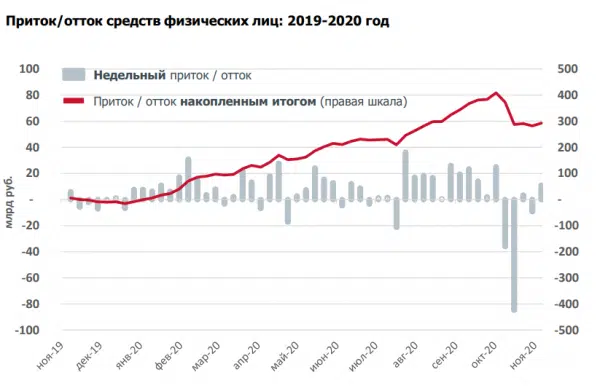 Приток/отток средств физических лиц: 2019-2020 год
100
80
60
40
20
-
-20
-40
-60
-80
-100
млрд руб.
Недельный приток / отток
Приток / отток накопленным итогом (правая шкала)
500
400
300
200
100
-
-100
-200
-300
-400
-500
ноя-19
дек-19
янв-20
фев-20
мар-20
апр-20
май-20
июн-20
июл-20
авг-20
сен-20
окт-20
ноя-20